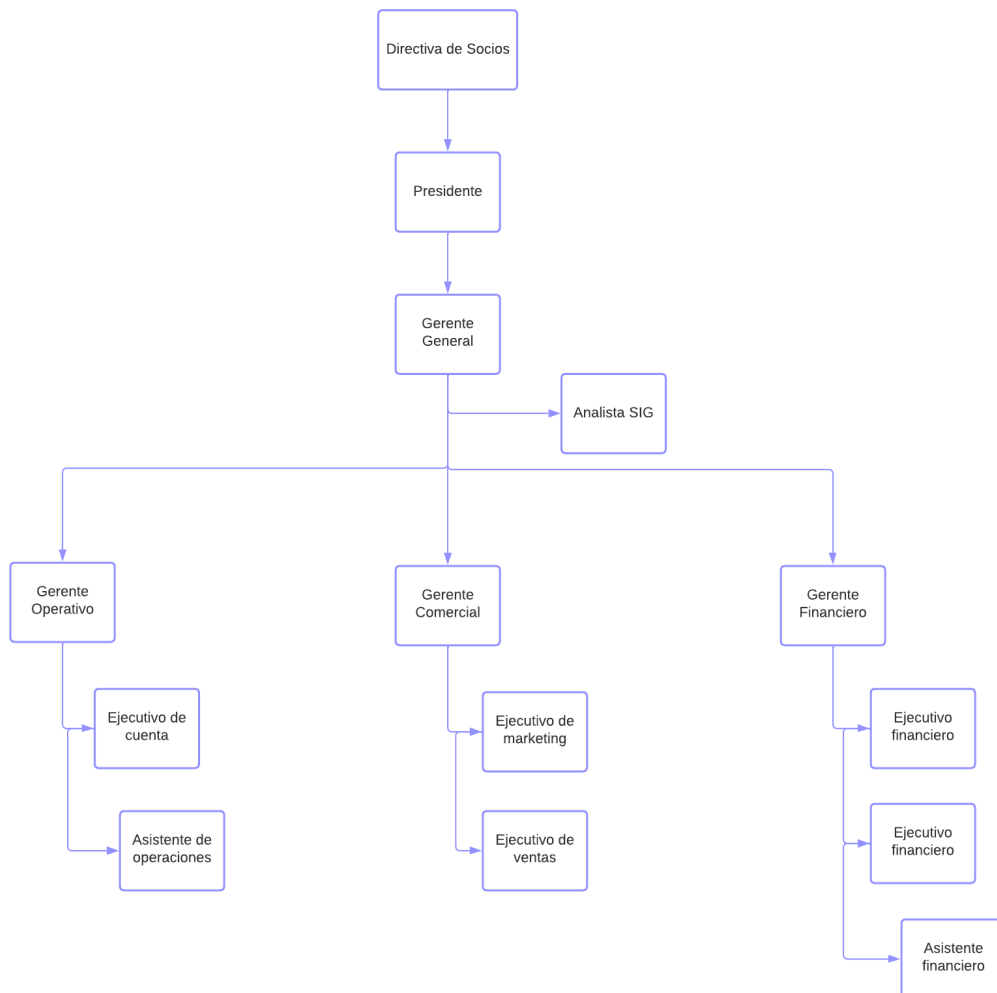 Directiva de Socios
Presidente
Gerente
General
Analista SIG
Gerente
Operativo
Gerente
Comercial
Gerente
Financiero
Ejecutivo de
cuenta
Ejecutivo de
marketing
Ejecutivo
financiero
Asistente de
operaciones
Ejecutivo de
ventas
Ejecutivo
financiero
Asistente
financiero